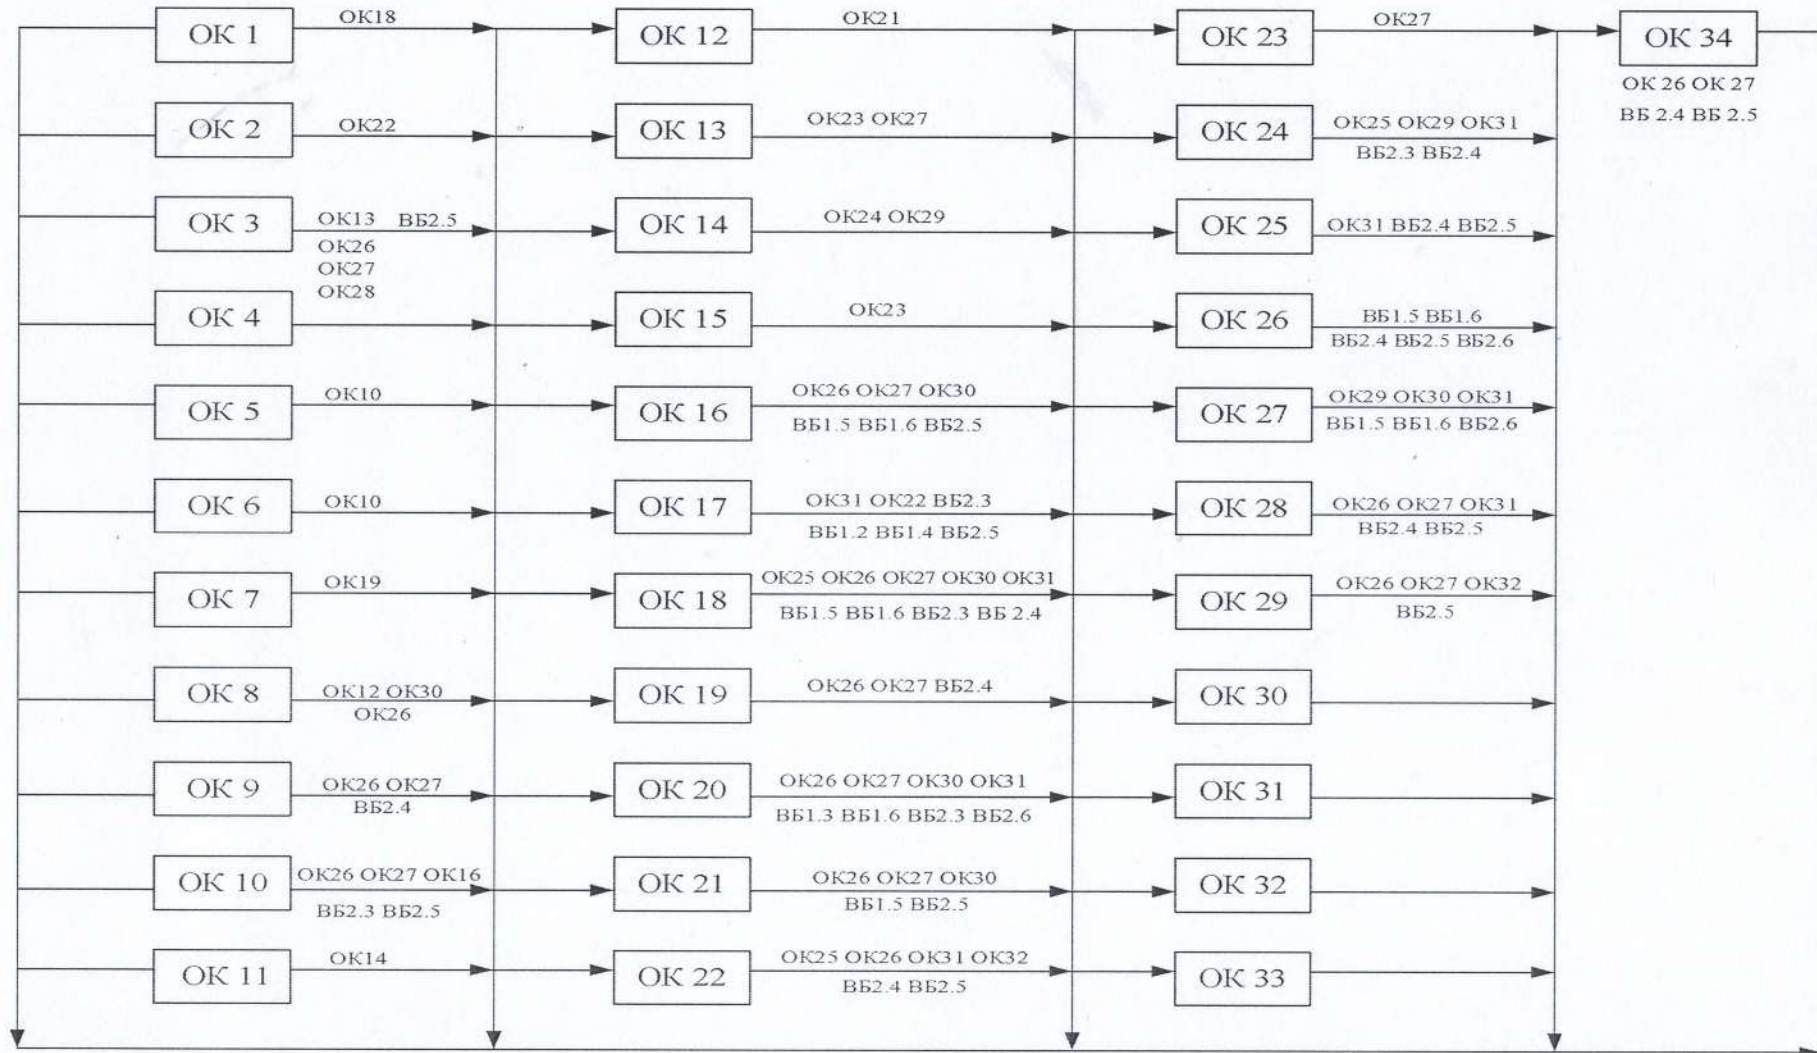 ОК 1
ОК18
ОК 12
ОК21
ОК 23
ОК27
ОК 34
ОК 26 ОК 27
ВБ 2.4 ВБ 2.5
ОК 2
ОК22
ОК 13
ОК23 ОК27
ОК 24
ОК25 ОК29 ОК31
ВБ2.3 ВБ2.4
ОК 3
ОК13 ВБ2.5
ОК26
ОК27
ОК28
ОК 14
ОК24 ОК29
ОК 25
ОК31 ВБ2.4 ВБ2.5
ОК 4
ОК 15
ОК23
ОК 26
ВБ1.5 ВБ1.6
ВБ2.4 ВБ2.5 ВБ2.6
ОК 5
ОК10
ОК 16
ОК26 ОК27 ОК30
ВБ1.5 ВБ1.6 ВБ2.5
ОК 27
ОК29 ОК30 ОК31
ВБ1.5 ВБ1.6 ВБ2.6
ОК 6
ОК10
ОК 17
ОК31 ОК22 ВБ2.3
ВБ1.2 ВБ1.4 ВБ2.5
ОК 28
ОК26 ОК27 ОК31
ВБ2.4 ВБ2.5
ОК 7
ОК19
ОК 18
ОК25 ОК26 ОК27 ОК30 ОК31
ВБ1.5 ВБ1.6 ВБ2.3 ВБ 2.4
ОК 29
ОК26 ОК27 ОК32
ВБ2.5
ОК 8
ОК12 ОК30
ОК26
ОК 19
ОК26 ОК27 ВБ2.4
ОК 30
ОК 9
ОК26 ОК27
ВБ2.4
ОК 20
ОК26 ОК27 ОК30 ОК31
ВБ1.3 ВБ1.6 ВБ2.3 ВБ2.6
ОК 31
ОК 10
ОК26 ОК27 ОК16
ВБ2.3 ВБ2.5
ОК 21
ОК26 ОК27 ОК30
ВБ1.5 ВБ2.5
ОК 32
ОК 11
ОК14
ОК 22
ОК25 ОК26 ОК31 ОК32
ВБ2.4 ВБ2.5
ОК 33